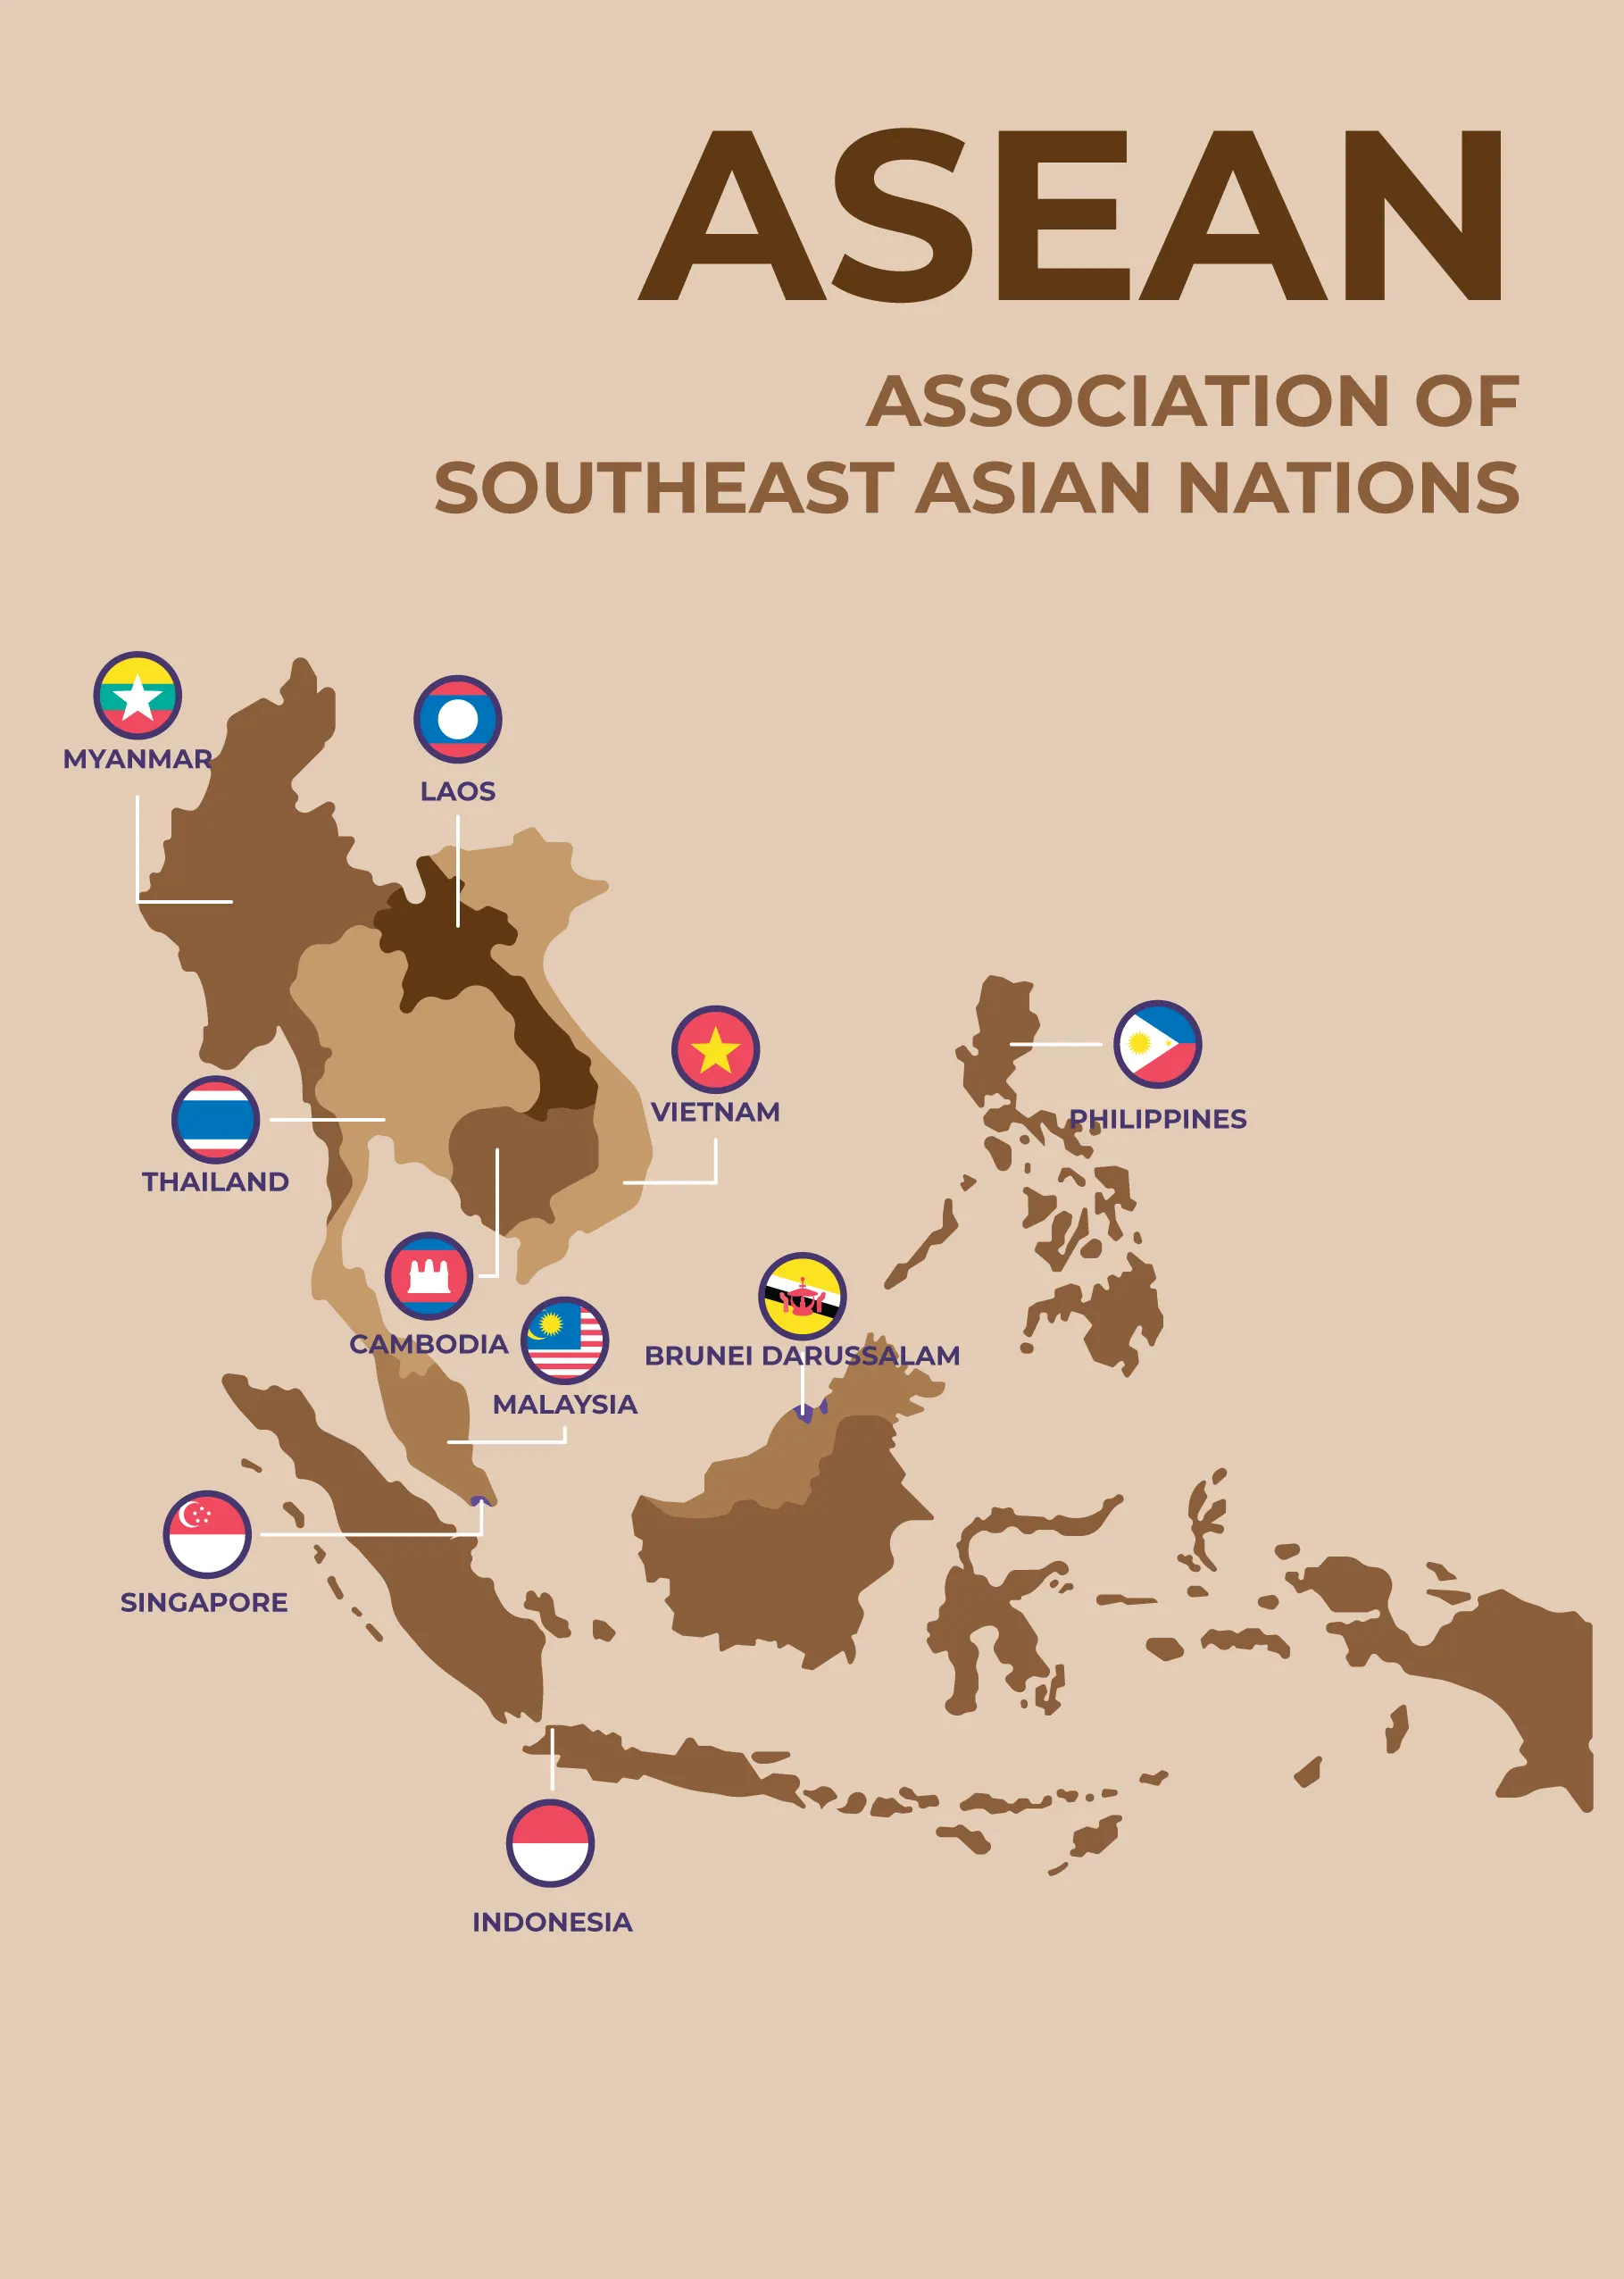 ASEAN
ASSOCIATION OF
SOUTHEAST ASIAN NATIONS
MYANMAR
LAOS
VIETNAM
PHILIPPINES
THAILAND
CAMBODIA
BRUNEI DARUSSALAM
MALAYSIA
SINGAPORE
INDONESIA